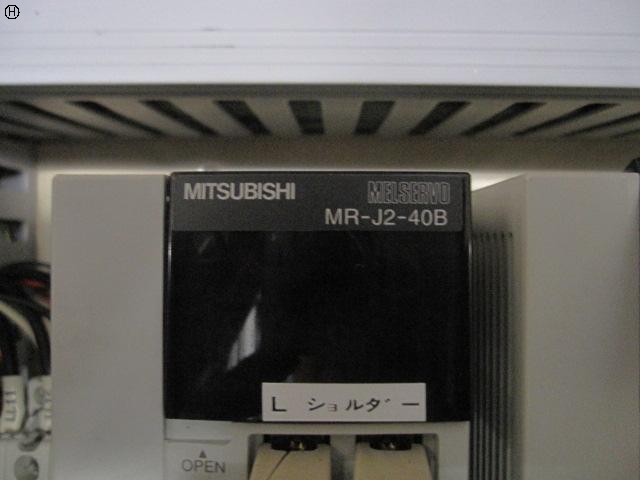 H
MITSUBISHI
MELSERVO
MR-J2-40B
L ショルダー
OPEN